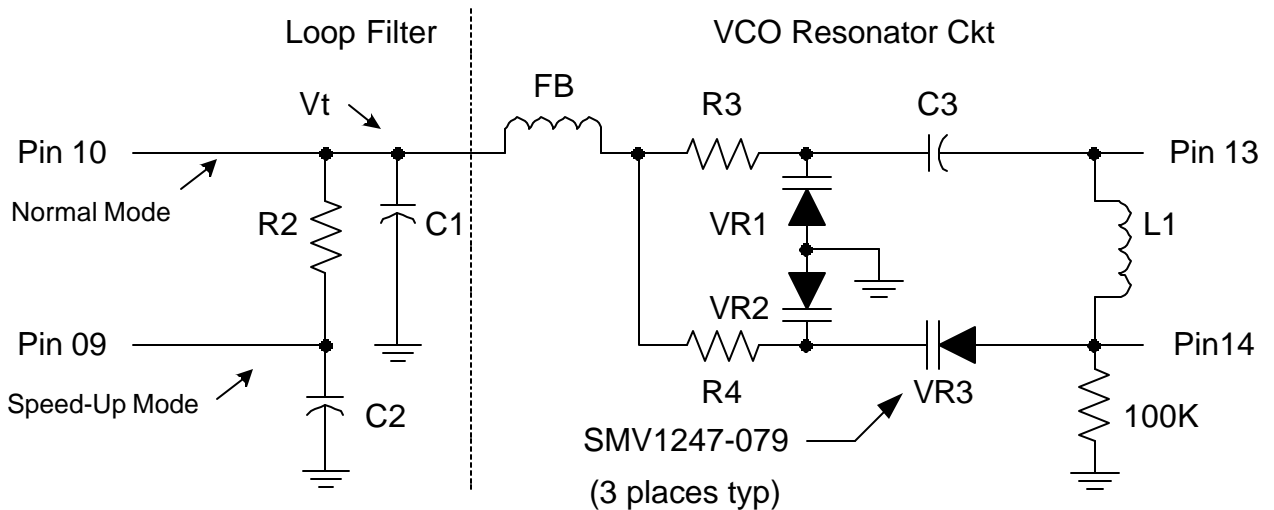 Loop Filter
VCO Resonator Ckt
FB
Vt
R3
C3
Pin 10
Pin 13
Normal Mode
R2
C1
VR1
L1
VR2
Pin 09
Pin14
Speed-Up Mode
C2
R4
VR3
100K
SMV1247-079
(3 places typ)